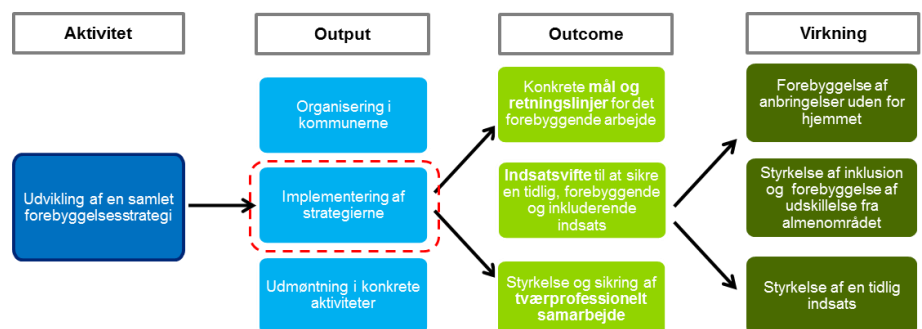 Aktivitet
Output
Outcome
Virkning
Udvikling af en samlet
forebyggelsesstrategi
Organisering i
kommunerne
Implementering af
strategierne
Udmøntning i konkrete
aktiviteter
Konkrete mål og
retningslinjer for det
forebyggende arbejde
Indsatsvifte til at sikre
en tidlig, forebyggende
og inkluderende
indsats
Styrkelse og sikring af
tværprofessionelt
samarbejde
Forebyggelse af
anbringelser uden for
hjemmet
Styrkelse af inklusion
og forebyggelse af
udskillelse fra
almenområdet
Styrkelse af en tidlig
indsats